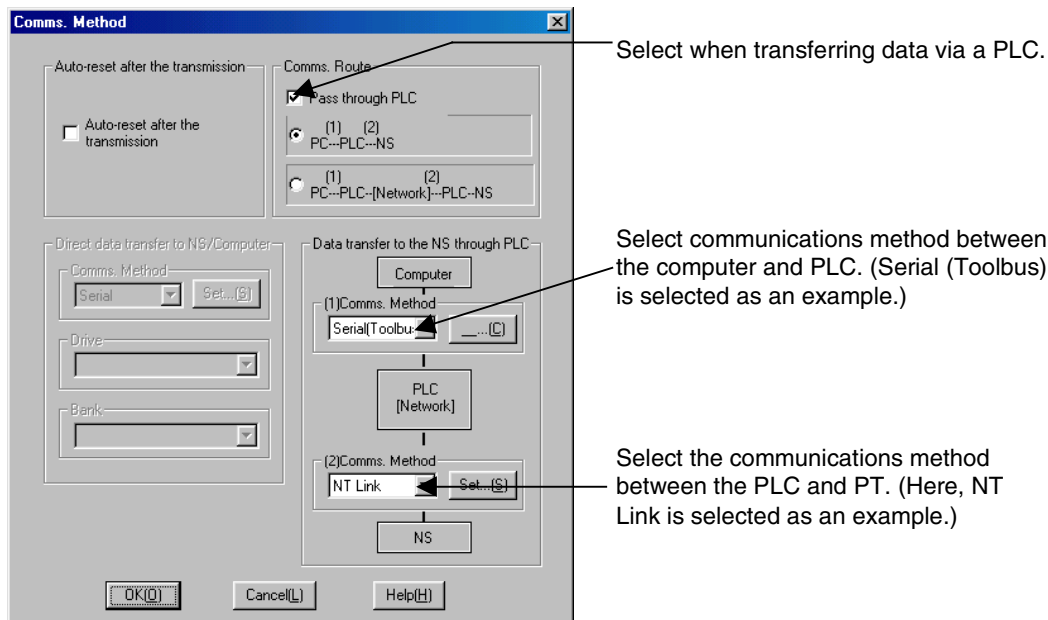 Comms. Method
Select when transferring data via a PLC.
Auto-reset after the transmission
Auto-reset after the
transmission
Comms. Route
Pass through PLC
(1) (2)
PC---PLC---NS
(1) (2)
PC---PLC--[Network]---PLC--NS
Direct data transfer to NS/Computer
Comms. Method
Serial
Set...(S)
Drive
Bank
Data transfer to the NS through PLC
Computer
(1)Comms. Method
Serial(Toolbu
__...(C)
PLC
[Network]
(2)Comms. Method
NT Link
Set...(S)
NS
Select communications method between
the computer and PLC. (Serial (Toolbus)
is selected as an example.)
Select the communications method
between the PLC and PT. (Here, NT
Link is selected as an example.)
OK(O)
Cancel(L)
Help(H)